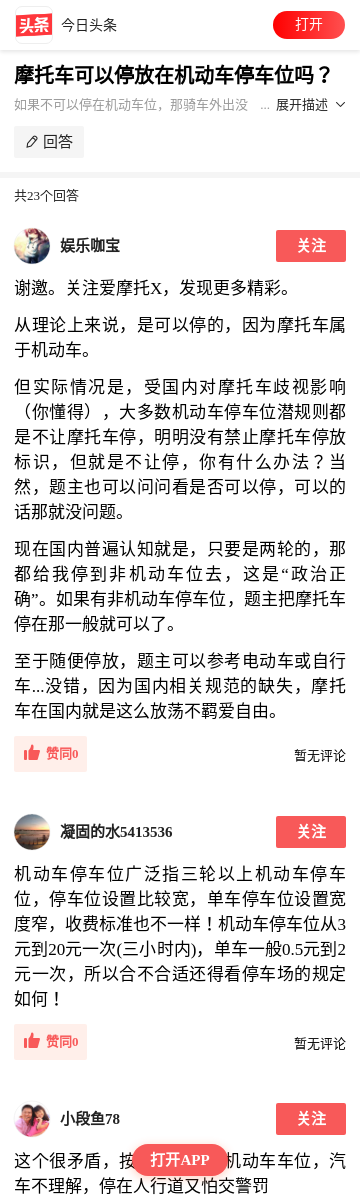 头条
今日头条
打开
摩托车可以停放在机动车停车位吗？
如果不可以停在机动车位，那骑车外出没 ... 展开描述
回答
共23个回答
娱乐咖宝
关注
谢邀。关注爱摩托X，发现更多精彩。
从理论上来说，是可以停的，因为摩托车属
于机动车。
但实际情况是，受国内对摩托车歧视影响
（你懂得），大多数机动车停车位潜规则都
是不让摩托车停，明明没有禁止摩托车停放
标识，但就是不让停，你有什么办法？当
然，题主也可以问问看是否可以停，可以的
话那就没问题。
现在国内普遍认知就是，只要是两轮的，那
都给我停到非机动车位去，这是“政治正
确”。如果有非机动车停车位，题主把摩托车
停在那一般就可以了。
至于随便停放，题主可以参考电动车或自行
车...没错，因为国内相关规范的缺失，摩托
车在国内就是这么放荡不羁爱自由。
赞同0
暂无评论
凝固的水5413536
关注
机动车停车位广泛指三轮以上机动车停车
位，停车位设置比较宽，单车停车位设置宽
度窄，收费标准也不一样！机动车停车位从3
元到20元一次(三小时内)，单车一般0.5元到2
元一次，所以合不合适还得看停车场的规定
如何！
赞同0
暂无评论
小段鱼78
关注
这个很矛盾，按 机动车车位，汽
打开APP
车不理解，停在人行道又怕交警罚